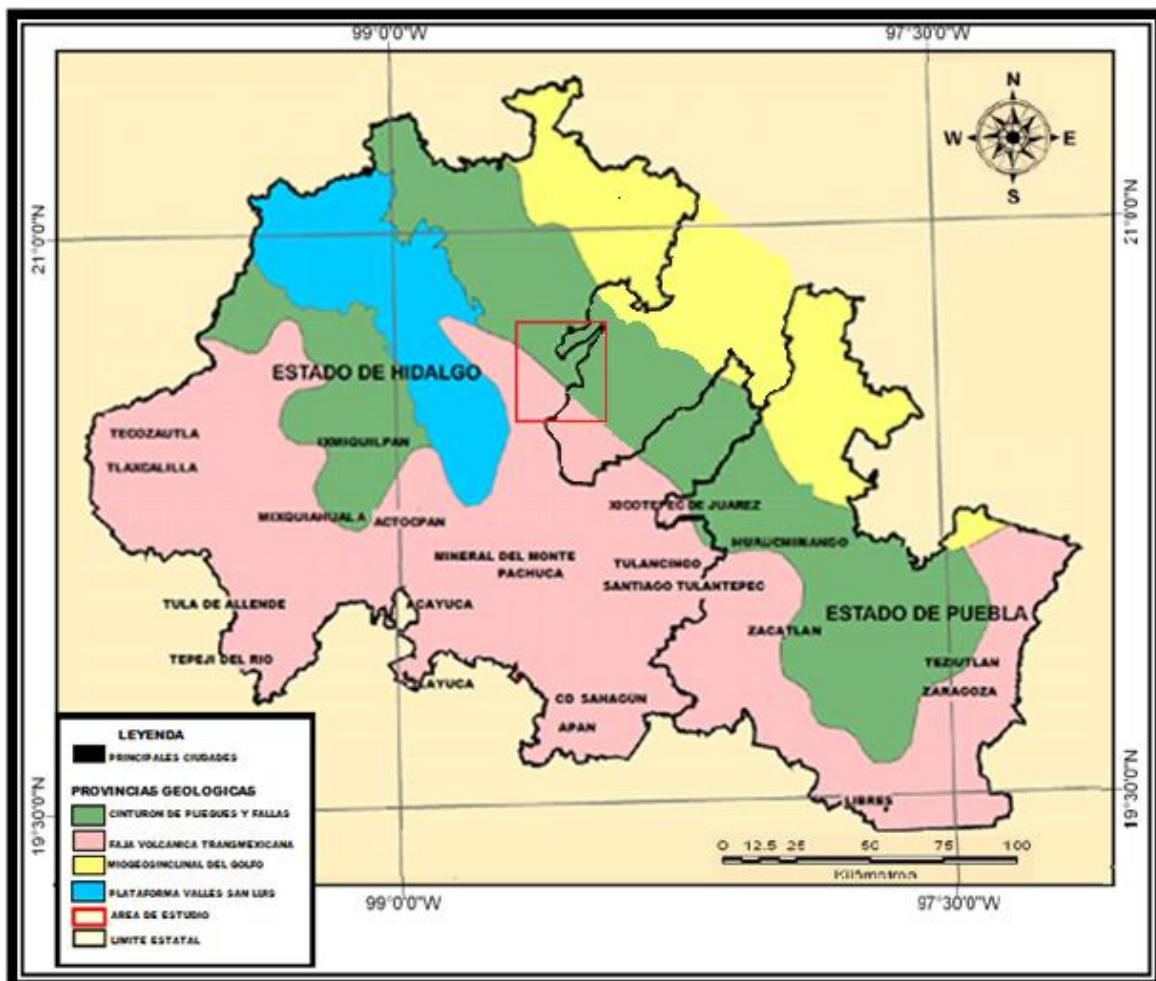 99°0'0"W
97°30'0"W
N
W E
S
21°0'0"N
21°0'0"N
ESTADO DE HIDALGO
TECOZAUTLA
IXMIQUILPAN
TLAXCALILLA
XICOTEPEC DE JUAREZ
MIXQUIAHUALA
ACTOCPAN
HURUCHINANGO
MINERAL DEL MONTE
PACHUCA
TULANCINGO
SANTIAGO TULANTEPEC
TULA DE ALLENDE
ACAYUCA
ESTADO DE PUEBLA
ZACATLAN
TEPEJI DEL RIO
TEZIUTLAN
ZARAGOZA
CD SAHAGUN
APAN
LIBRES
19°30'0"N
19°30'0"N
LEYENDA
PRINCIPALES CIUDADES
PROVINCIAS GEOLOGICAS
CINTURON DE PLIEGUES Y FALLAS
FAJA VOLCANICA TRANSMEXICANA
MIOGEOSINCLINAL DEL GOLFO
PLATAFORMA VALLES SAN LUIS
AREA DE ESTUDIO
LIMITE ESTATAL
0 12.5 25 50 75 100
Kilómetros
99°0'0"W
97°30'0"W